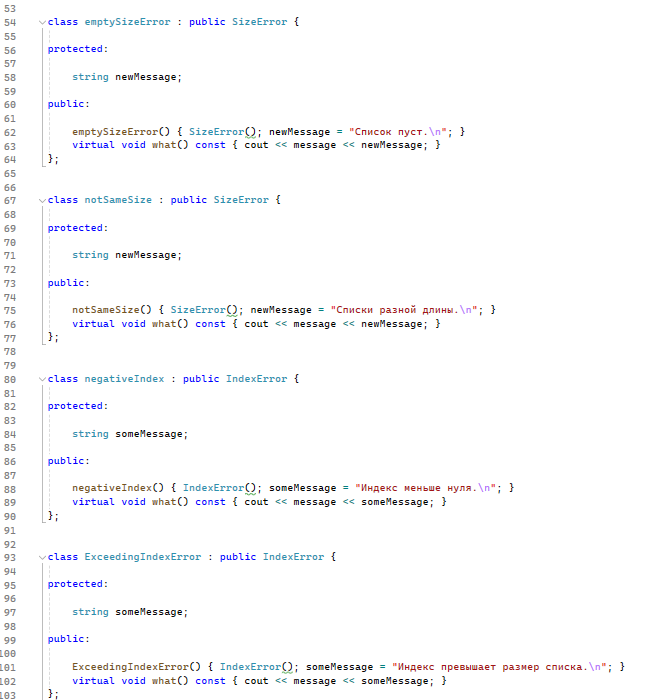 53
54 class emptySizeError : public SizeError {
55
56 protected:
57
58 string newMessage;
59
60 public:
61
62 emptySizeError() { SizeError(); newMessage = "Список пуст.\n"; }
63 virtual void what() const { cout << message << newMessage; }
64 };
65
66
67 class notSameSize : public SizeError {
68
69 protected:
70
71 string newMessage;
72
73 public:
74
75 notSameSize() { SizeError(); newMessage = "Списки разной длины.\n"; }
76 virtual void what() const { cout << message << newMessage; }
77 };
78
79
80 class negativeIndex : public IndexError {
81
82 protected:
83
84 string someMessage;
85
86 public:
87
88 negativeIndex() { IndexError(); someMessage = "Индекс меньше нуля.\n"; }
89 virtual void what() const { cout << message << someMessage; }
90 };
91
92
93 class ExceedingIndexError : public IndexError {
94
95 protected:
96
97 string someMessage;
98
99 public:
100
101 ExceedingIndexError() { IndexError(); someMessage = "Индекс превышает размер списка.\n"; }
102 virtual void what() const { cout << message << someMessage; }
103 };